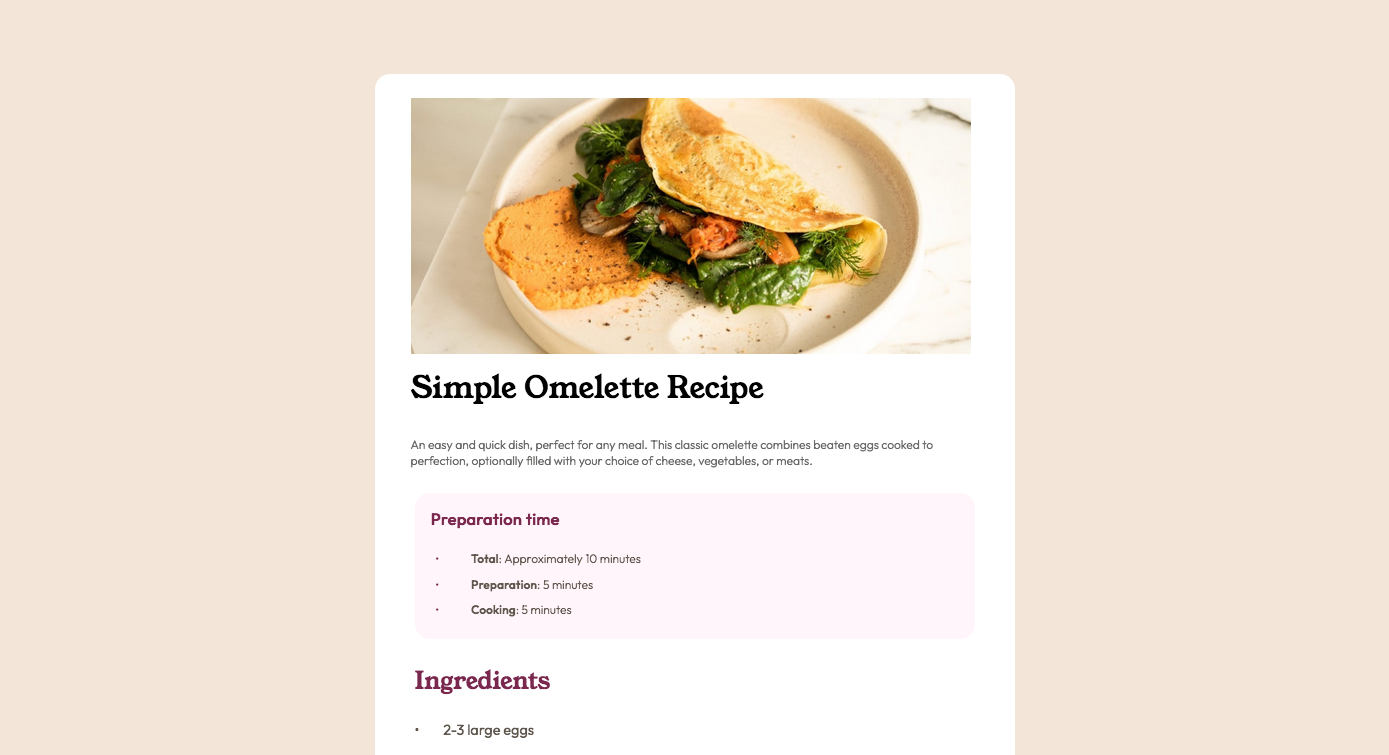 Simple Omelette Recipe
An easy and quick dish, perfect for any meal. This classic omelette combines beaten eggs cooked to
perfection, optionally filled with your choice of cheese, vegetables, or meats.
Preparation time
• Total: Approximately 10 minutes
• Preparation: 5 minutes
• Cooking: 5 minutes
Ingredients
• 2-3 large eggs